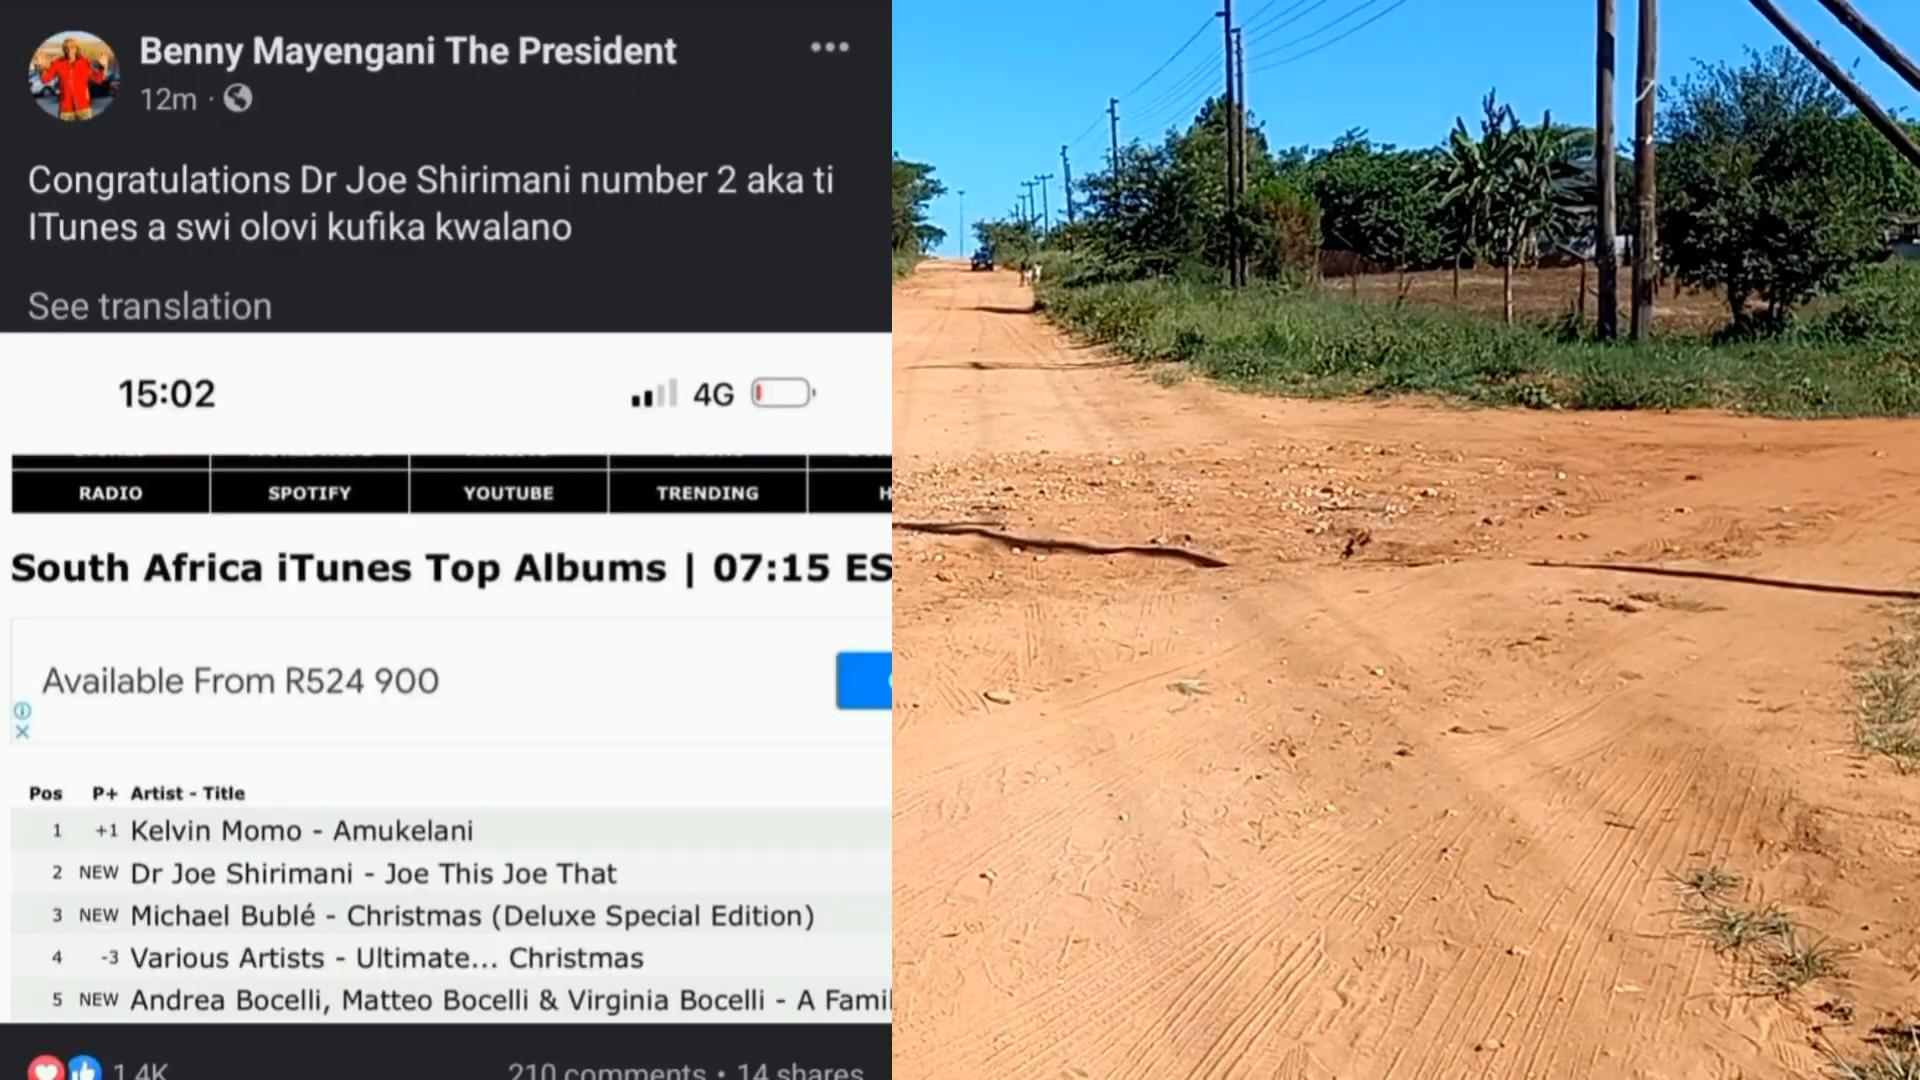 Benny Mayengani The President
12m ·
Congratulations Dr Joe Shirimani number 2 aka ti
ITunes a swi olovi kufika kwalano
See translation
15:02
4G
RADIO
SPOTIFY
YOUTUBE
TRENDING
H
South Africa iTunes Top Albums | 07:15 ES
Available From R524 900
Pos P+ Artist - Title
1 +1 Kelvin Momo - Amukelani
2 NEW Dr Joe Shirimani - Joe This Joe That
3 NEW Michael Bublé - Christmas (Deluxe Special Edition)
4 -3 Various Artists - Ultimate... Christmas
5 NEW Andrea Bocelli, Matteo Bocelli & Virginia Bocelli - A Fami
1.4K
210 comments • 14 shares